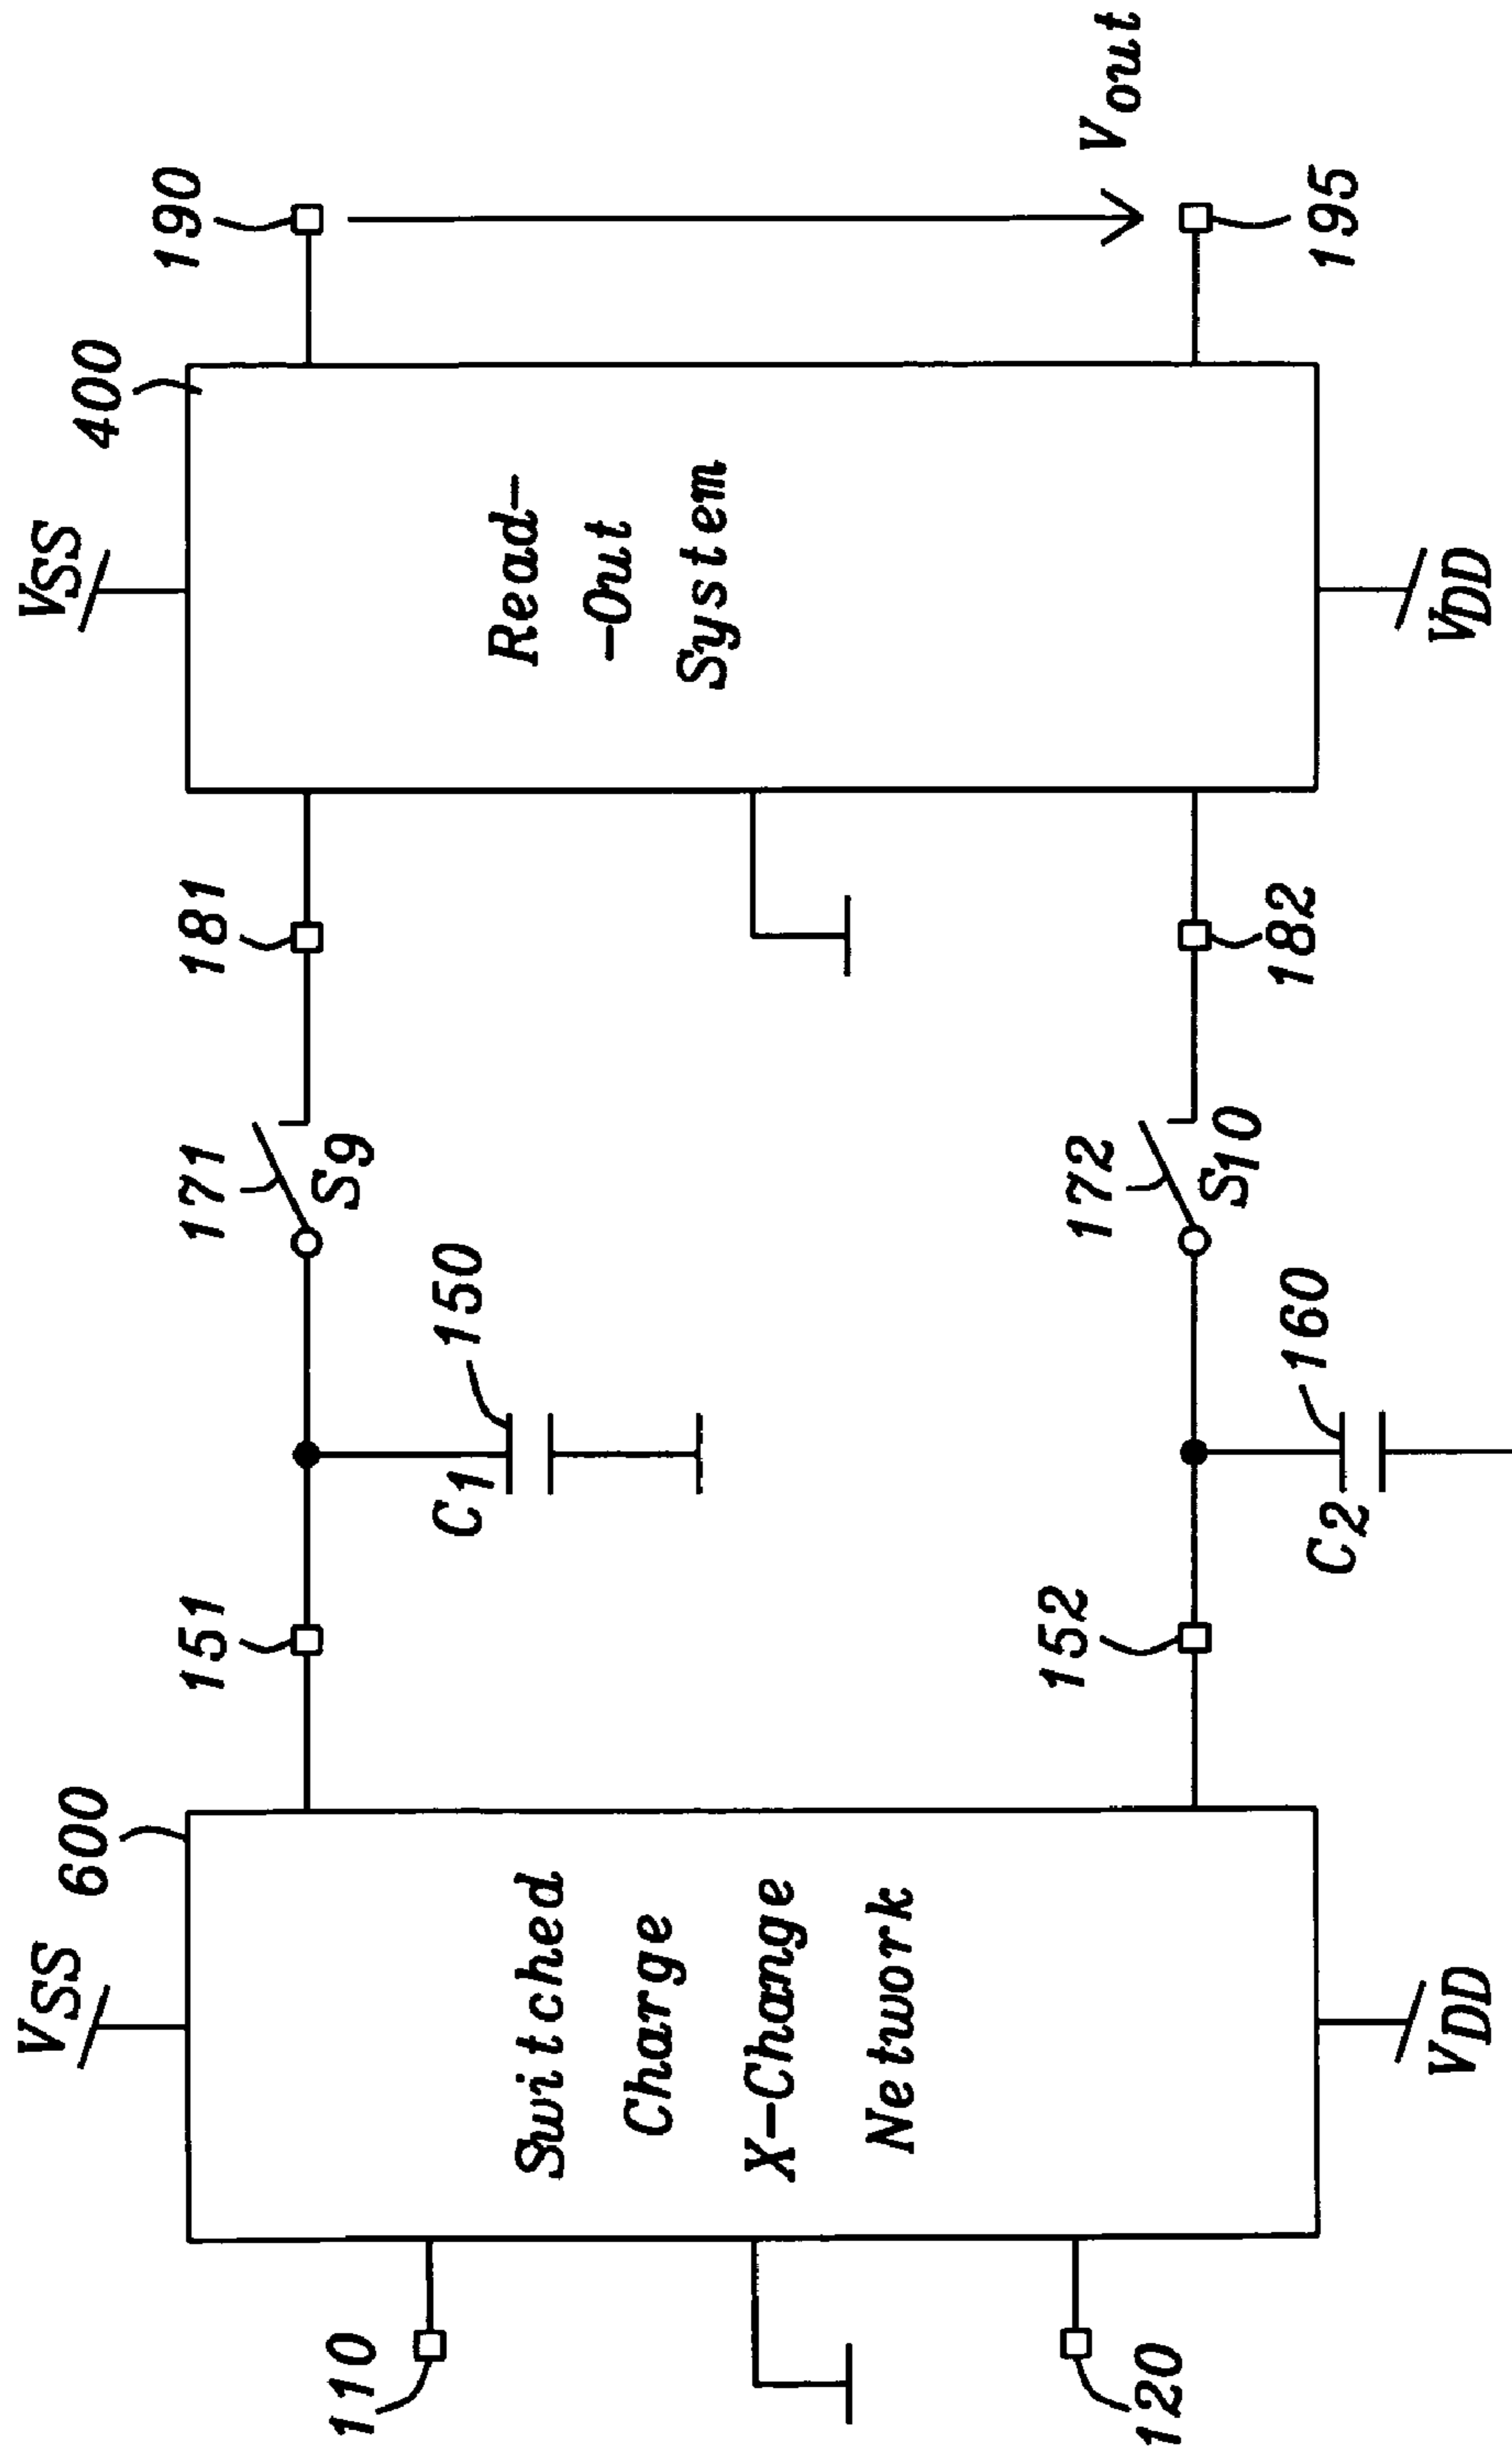 VSS
600
VSS
400
190
151
171
181
S9
C1
150
110
Switched
Charge
X-Change
Network
Read-
-Out
System
Vout
120
152
172
182
195
S10
C2
160
VDD
VDD